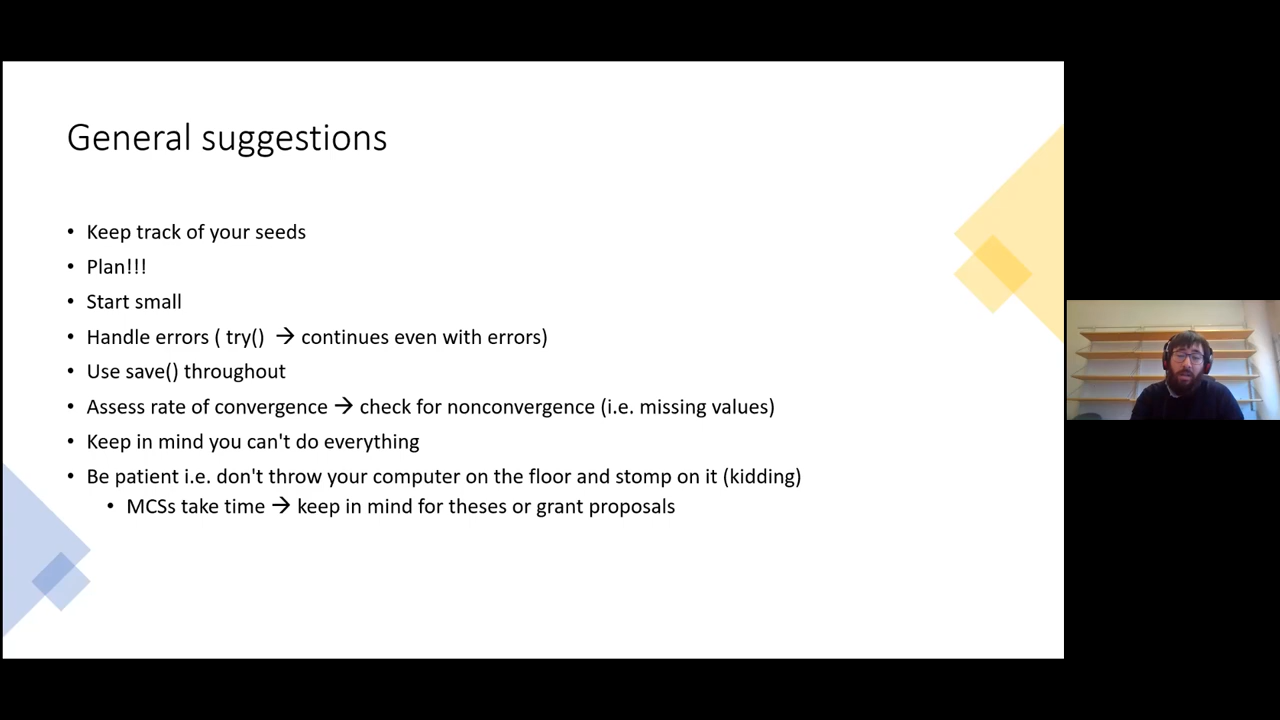 General suggestions
• Keep track of your seeds
• Plan!!!
• Start small
• Handle errors ( try() → continues even with errors)
• Use save() throughout
• Assess rate of convergence → check for nonconvergence (i.e. missing values)
• Keep in mind you can't do everything
• Be patient i.e. don't throw your computer on the floor and stomp on it (kidding)
• MCSs take time → keep in mind for theses or grant proposals